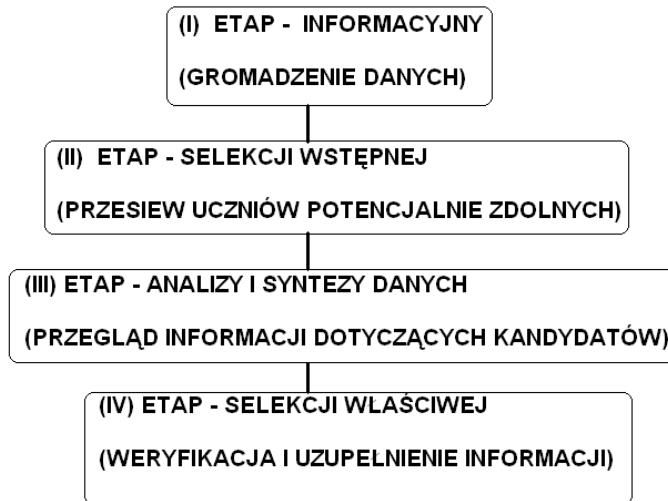 (I) ETAP - INFORMACYJNY
(GROMADZENIE DANYCH)
(II) ETAP - SELEKCJI WSTĘPNEJ
(PRZESIEW UCZNIÓW POTENCJALNIE ZDOLNYCH)
(III) ETAP - ANALIZY I SYNTEZY DANYCH
(PRZEGLĄD INFORMACJI DOTYCZĄCYCH KANDYDATÓW)
(IV) ETAP - SELEKCJI WŁAŚCIWEJ
(WERYFIKACJA I UZUPEŁNIENIE INFORMACJI)